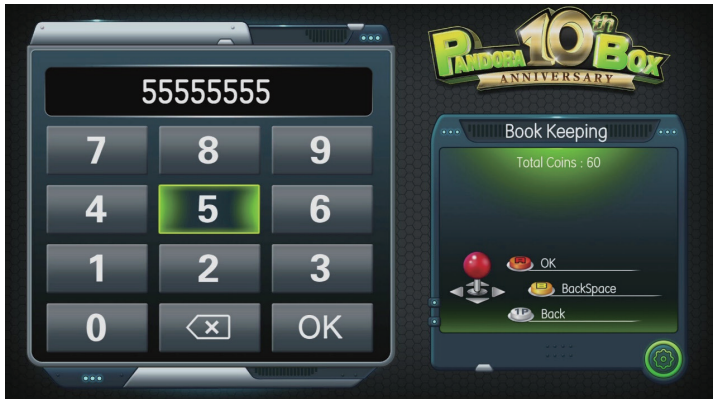 55555555
7 8 9
4 5 6
1 2 3
0 OK
PANDORA 10th BOX
ANNIVERSARY
Book Keeping
Total Coins : 60
OK
BackSpace
1P Back